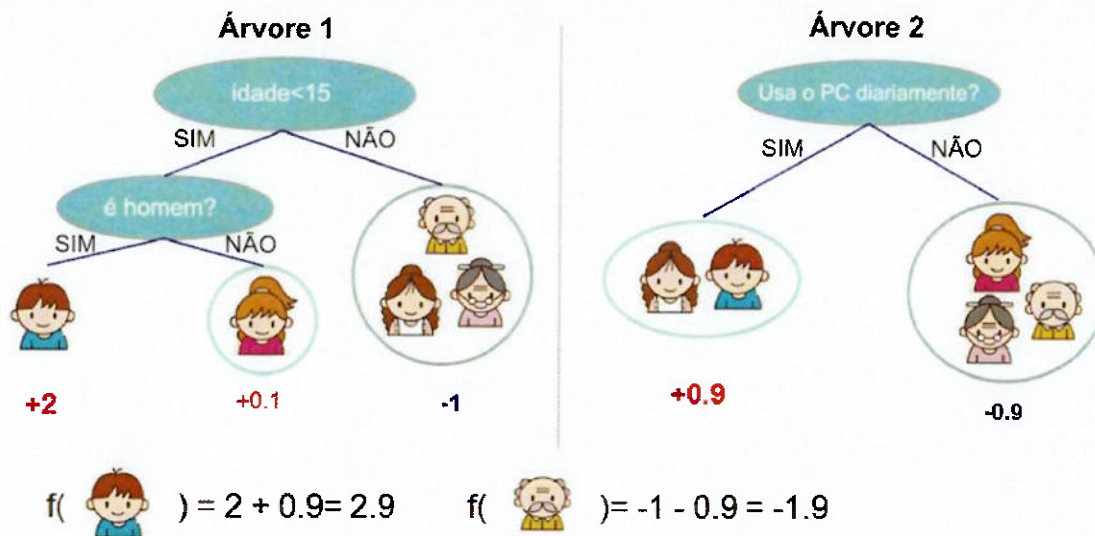 Árvore 1
idade<15
SIM NÃO
é homem?
SIM NÃO
+2 +0.1 -1
Árvore 2
Usa o PC diariamente?
SIM NÃO
+0.9 -0.9
f( ) = 2 + 0.9= 2.9
f( )= -1 - 0.9 = -1.9